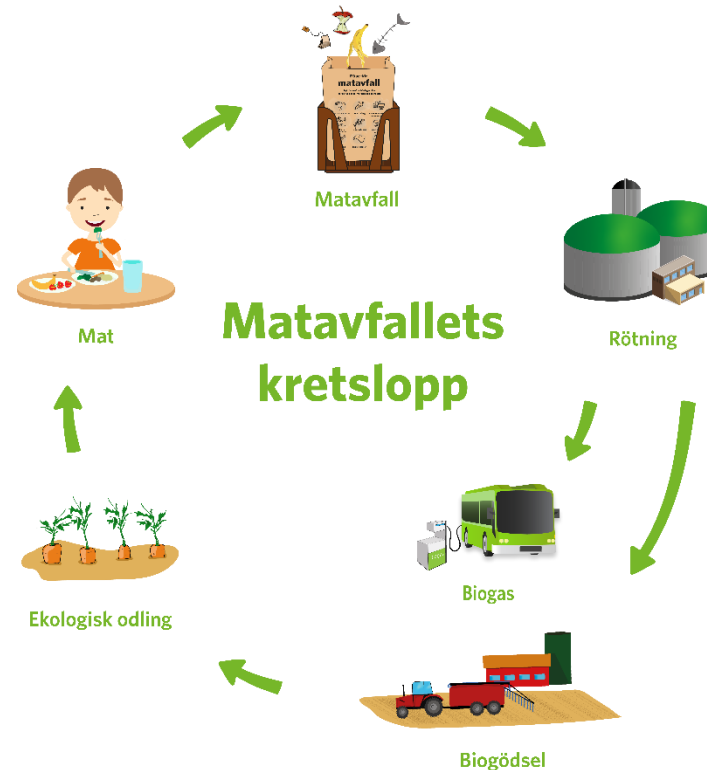 matavfall
Matavfall
Mat
Matavfallets
kretslopp
Rötning
Biogas
Ekologisk odling
Biogödsel